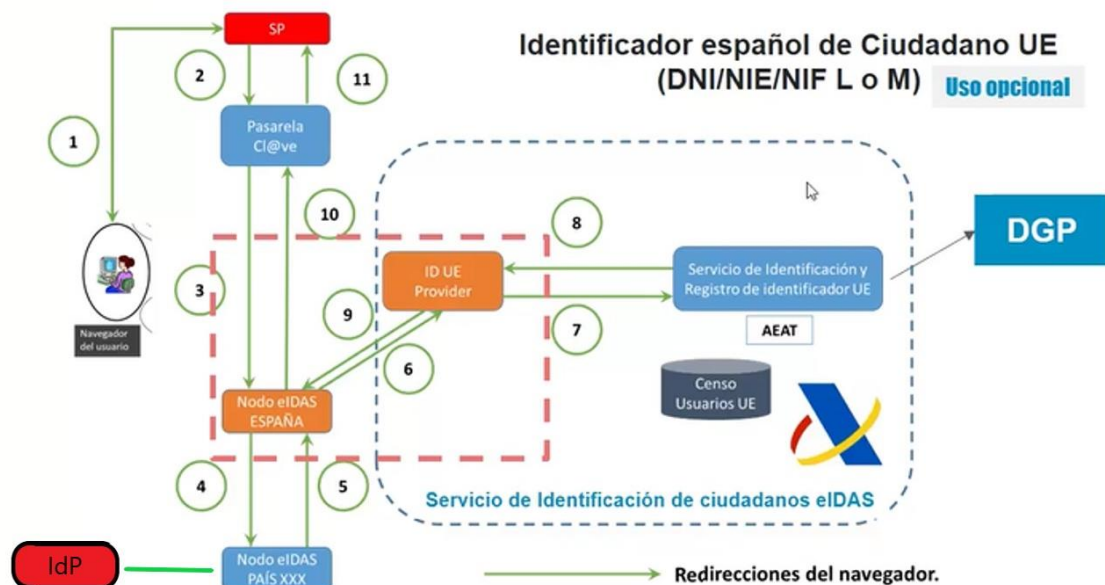 SP
Identificador español de Ciudadano UE
(DNI/NIE/NIF L o M)
Uso opcional
2
11
1
Pasarela
Cl@ve
10
8
DGP
ID UE
Provider
Servicio de Identificación y
Registro de identificador UE
3
9
7
AEAT
Navegador
del usuario
6
Censo
Usuarios UE
Nodo eIDAS
ESPAÑA
4
5
Servicio de Identificación de ciudadanos eIDAS
IdP
Nodo eIDAS
PAÍS XXX
Redirecciones del navegador.